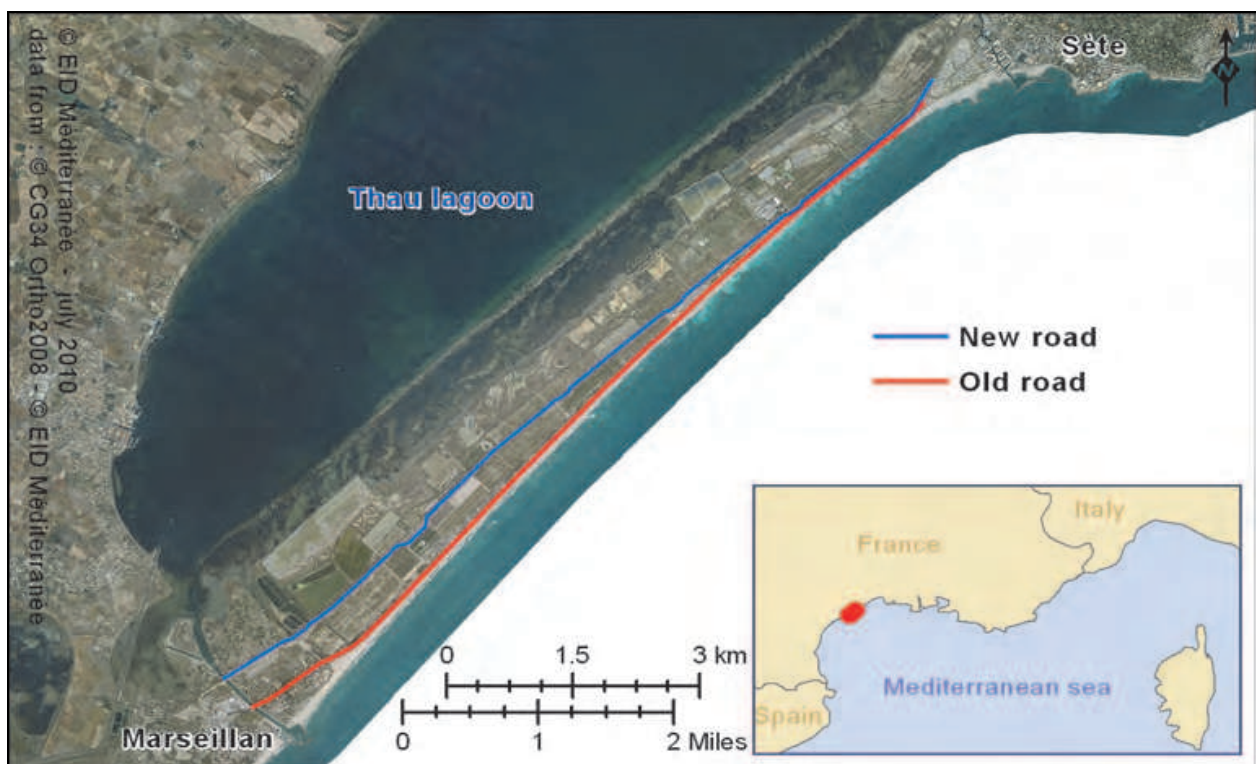 © EID Méditerranée - july 2010
data from : © CG34 Ortho2008 - © EID Méditerranée
Sète
N
Thau lagoon
New road
Old road
Marseillan
0 1.5 3 km
0 1 2 Miles
France
Italy
Mediterranean sea
Spain